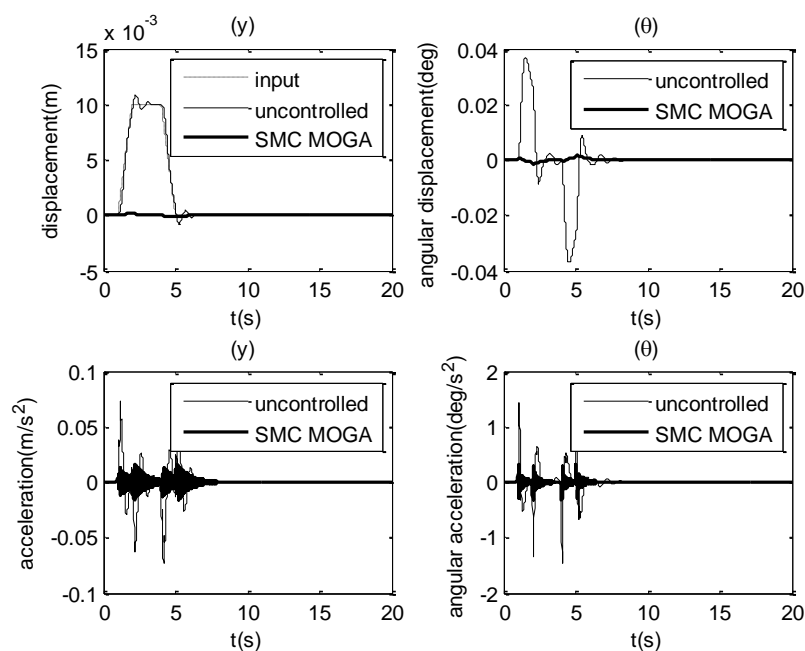 x 10^-3
(y)
15
10
5
0
-5
displacement(m)
input
uncontrolled
SMC MOGA
0 5 10 15 20
t(s)
(θ)
0.04
0.02
0
-0.02
-0.04
angular displacement(deg)
uncontrolled
SMC MOGA
0 5 10 15 20
t(s)
(y)
0.1
0.05
0
-0.05
-0.1
acceleration(m/s²)
uncontrolled
SMC MOGA
0 5 10 15 20
t(s)
(θ)
2
1
0
-1
-2
angular acceleration(deg/s²)
uncontrolled
SMC MOGA
0 5 10 15 20
t(s)